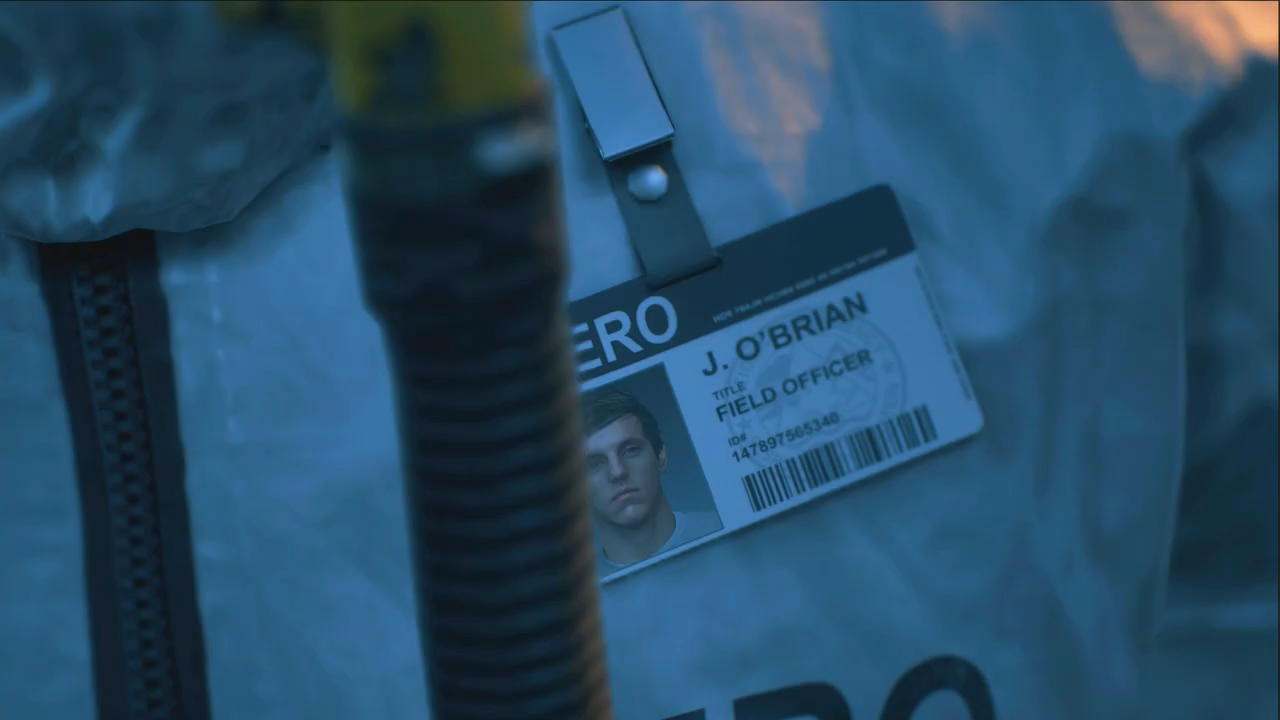 ERO
J. O'BRIAN
TITLE
FIELD OFFICER
ID#
147897565340
ERO